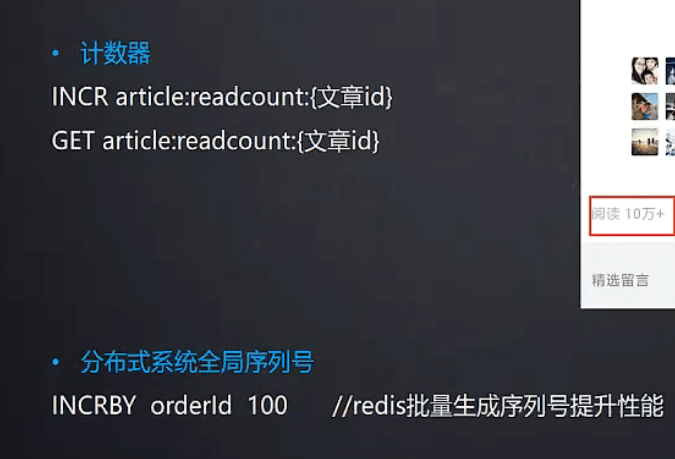 • 计数器
INCR article:readcount:{文章id}
GET article:readcount:{文章id}
阅读 10万+
精选留言
• 分布式系统全局序列号
INCRBY orderId 100 //redis批量生成序列号提升性能